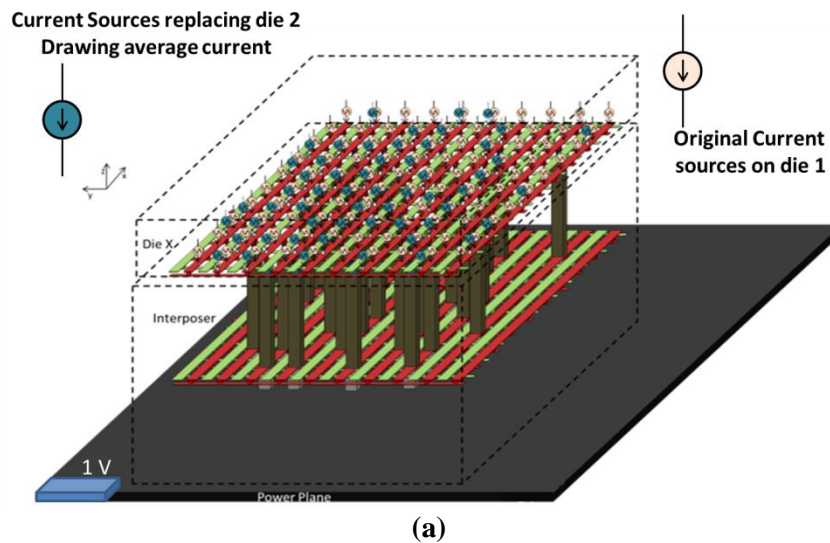 Current Sources replacing die 2
Drawing average current
Original Current
sources on die 1
z
x
y
Die X
Interposer
1 V
Power Plane
(a)